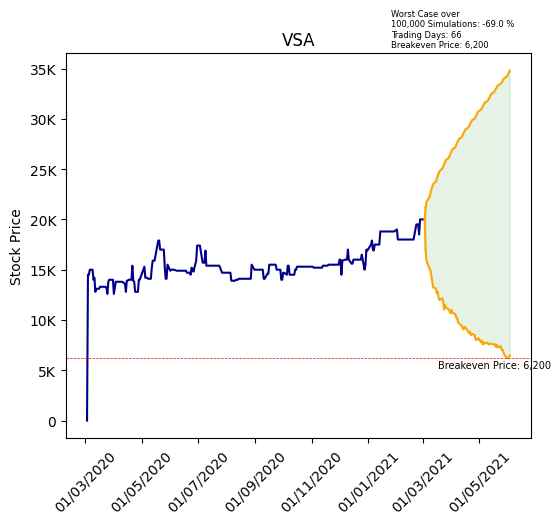 Worst Case over
100,000 Simulations: -69.0 %
Trading Days: 66
Breakeven Price: 6,200
VSA
Stock Price
35K
30K
25K
20K
15K
10K
5K
0
Breakeven Price: 6,200
01/03/2020
01/05/2020
01/07/2020
01/09/2020
01/11/2020
01/01/2021
01/03/2021
01/05/2021